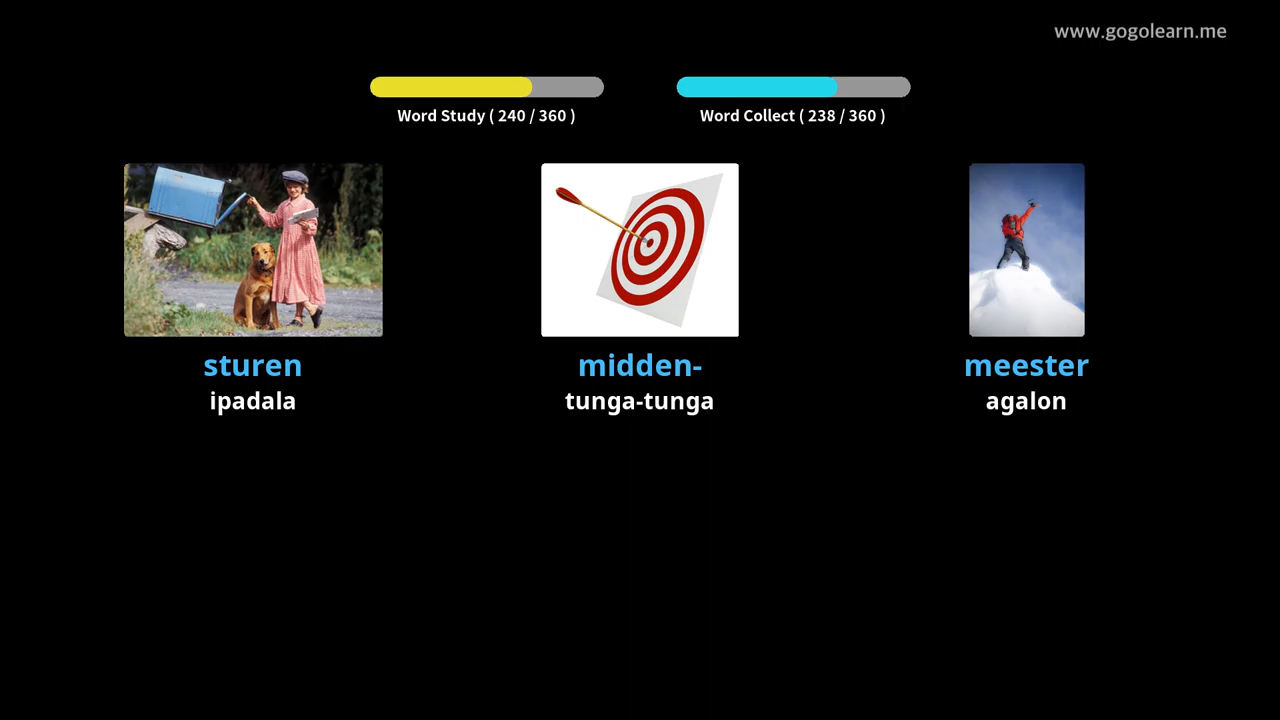 www.gogolearn.me
Word Study ( 240 / 360 )
Word Collect ( 238 / 360 )
sturen
ipadala
midden-
tunga-tunga
meester
agalon